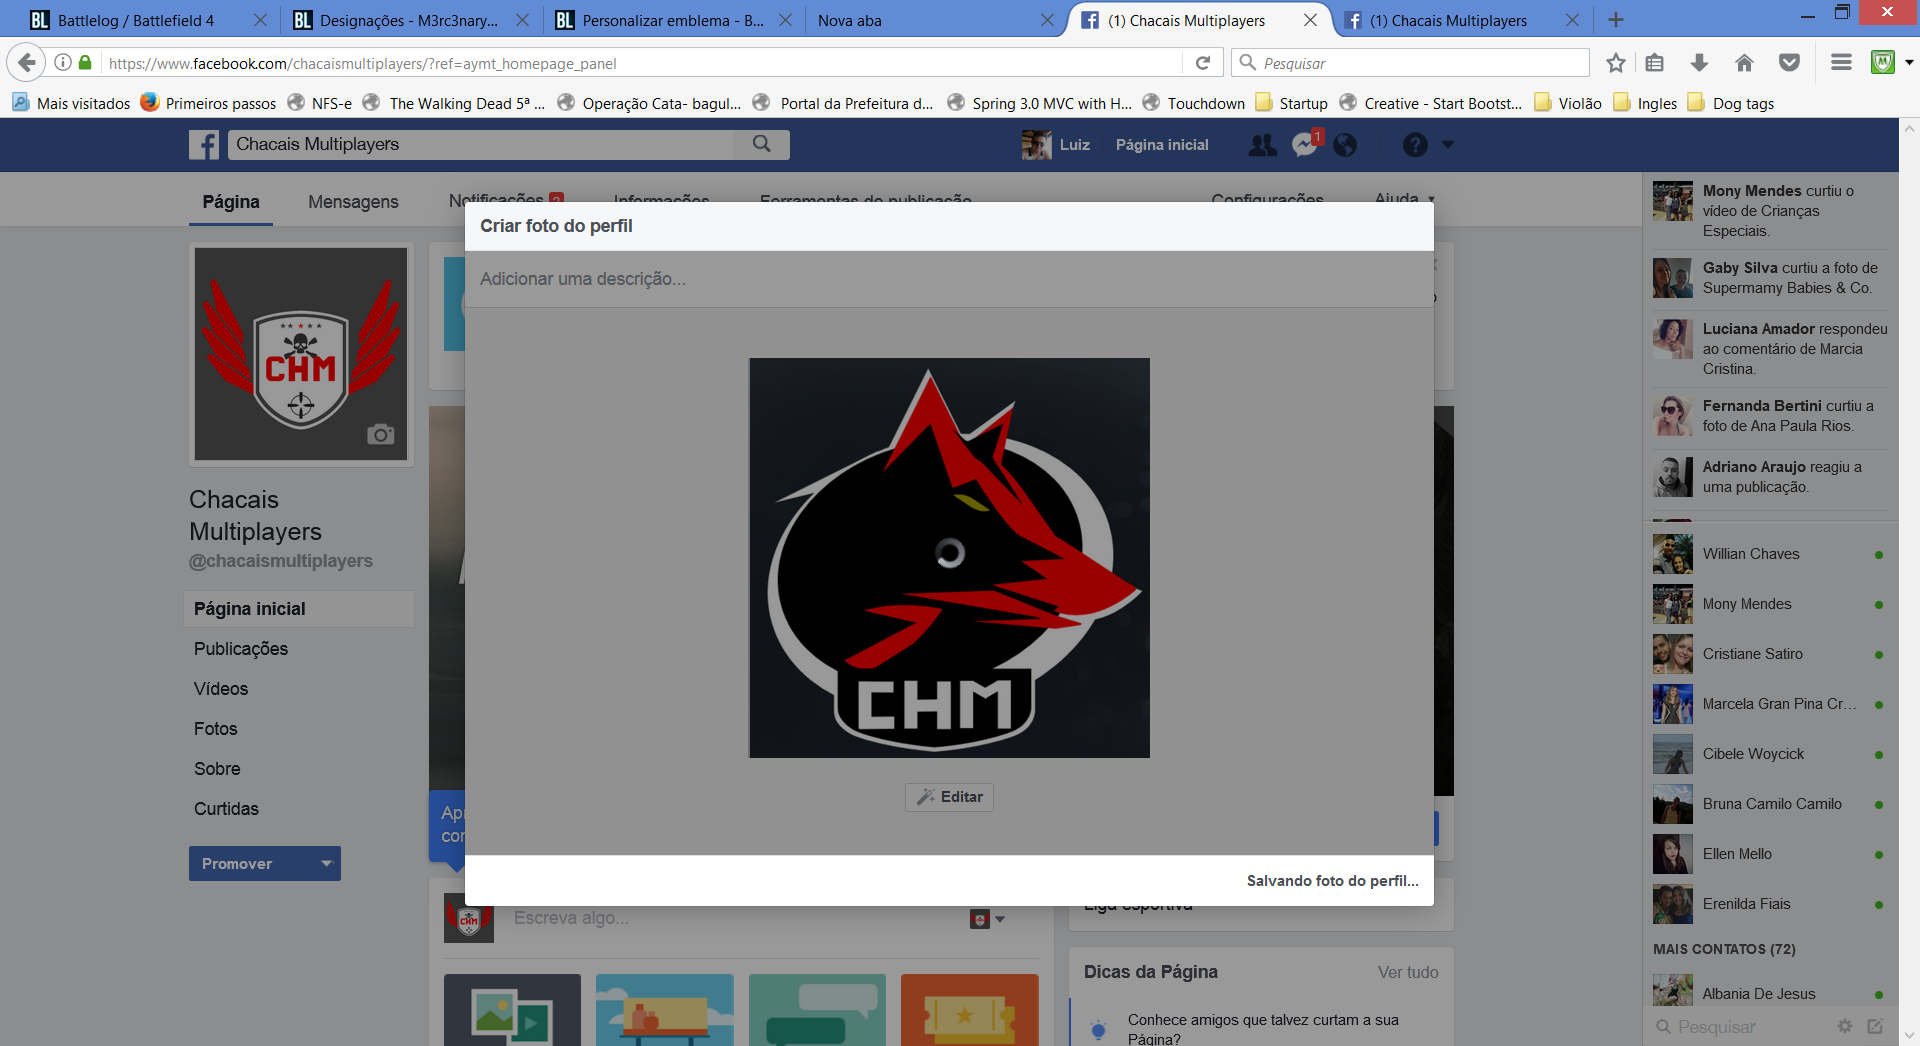 Battlelog / Battlefield 4
Designações - M3rc3nary...
Personalizar emblema - B...
Nova aba
(1) Chacais Multiplayers
(1) Chacais Multiplayers
https://www.facebook.com/chacaismultiplayers/?ref=aymt_homepage_panel
Pesquisar
Mais visitados
Primeiros passos
NFS-e
The Walking Dead 5ª ...
Operação Cata- bagul...
Portal da Prefeitura d...
Spring 3.0 MVC with H...
Touchdown
Startup
Creative - Start Bootst...
Violão
Ingles
Dog tags
Chacais Multiplayers
Luiz
Página inicial
1
Página
Mensagens
Notificações 2
Informações
Ferramentas de publicação
Configurações
Ajuda
Criar foto do perfil
Adicionar uma descrição...
CHM
CHM
Editar
Salvando foto do perfil...
Chacais
Multiplayers
@chacaismultiplayers
Página inicial
Publicações
Vídeos
Fotos
Sobre
Curtidas
Promover
Apr
con
CHM
Escreva algo...
Liga esportiva
Dicas da Página
Ver tudo
Conhece amigos que talvez curtam a sua
Página?
Mony Mendes curtiu o
vídeo de Crianças
Especiais.
Gaby Silva curtiu a foto de
Supermamy Babies & Co.
Luciana Amador respondeu
ao comentário de Marcia
Cristina.
Fernanda Bertini curtiu a
foto de Ana Paula Rios.
Adriano Araujo reagiu a
uma publicação.
Willian Chaves
Mony Mendes
Cristiane Satiro
Marcela Gran Pina Cr...
Cibele Woycick
Bruna Camilo Camilo
Ellen Mello
Erenilda Fiais
MAIS CONTATOS (72)
Albania De Jesus
Pesquisar